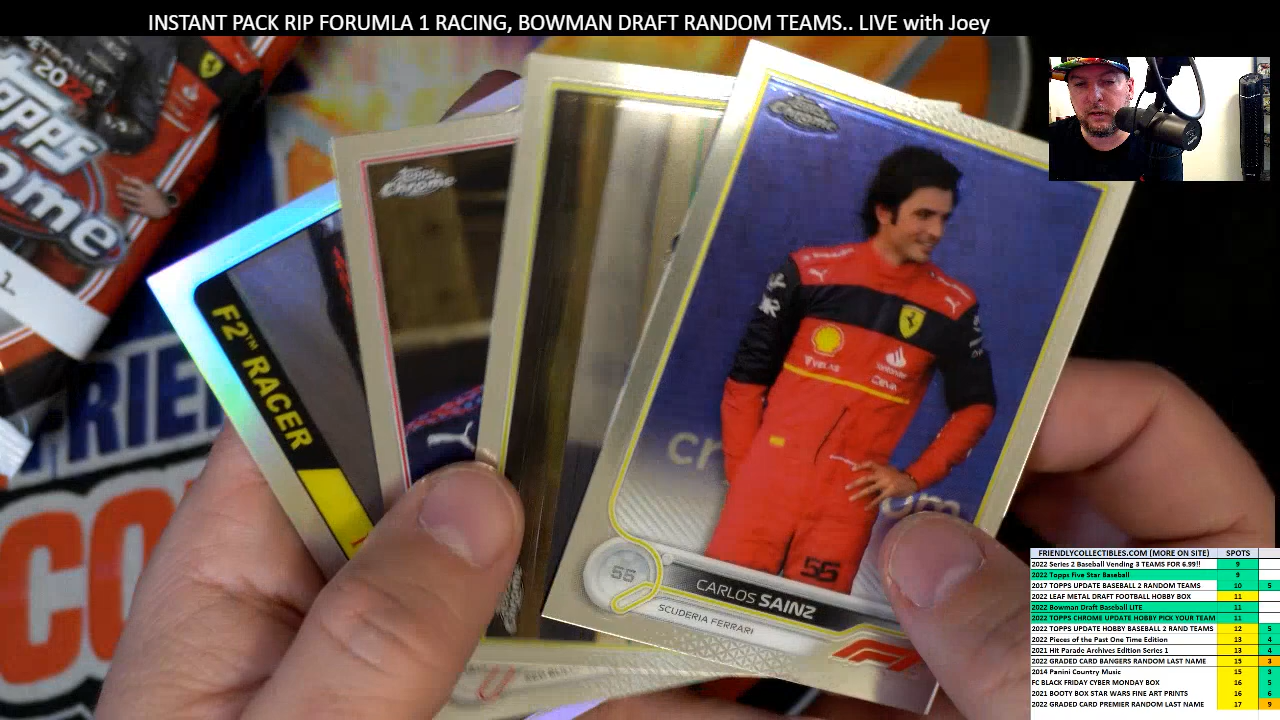 INSTANT PACK RIP FORUMLA 1 RACING, BOWMAN DRAFT RANDOM TEAMS.. LIVE with Joey
2022
Topps
Chrome
FRIEND
CO
F2™ RACER
Topps
Chrome
55
CARLOS SAINZ
SCUDERIA FERRARI
F1
FRIENDLYCOLLECTIBLES.COM (MORE ON SITE) SPOTS
2022 Series 2 Baseball Vending 3 TEAMS FOR 6.99!! 9
2022 Topps Five Star Baseball 9
2017 TOPPS UPDATE BASEBALL 2 RANDOM TEAMS 10 5
2022 LEAF METAL DRAFT FOOTBALL HOBBY BOX 11
2022 Bowman Draft Baseball LITE 11
2022 TOPPS CHROME UPDATE HOBBY PICK YOUR TEAM 11
2022 TOPPS UPDATE HOBBY BASEBALL 2 RAND TEAMS 12 5
2022 Pieces of the Past One Time Edition 13 4
2021 Hit Parade Archives Edition Series 1 13 4
2022 GRADED CARD BANGERS RANDOM LAST NAME 15 3
2014 Panini Country Music 15 3
FC BLACK FRIDAY CYBER MONDAY BOX 16 5
2021 BOOTY BOX STAR WARS FINE ART PRINTS 16 6
2022 GRADED CARD PREMIER RANDOM LAST NAME 17 9